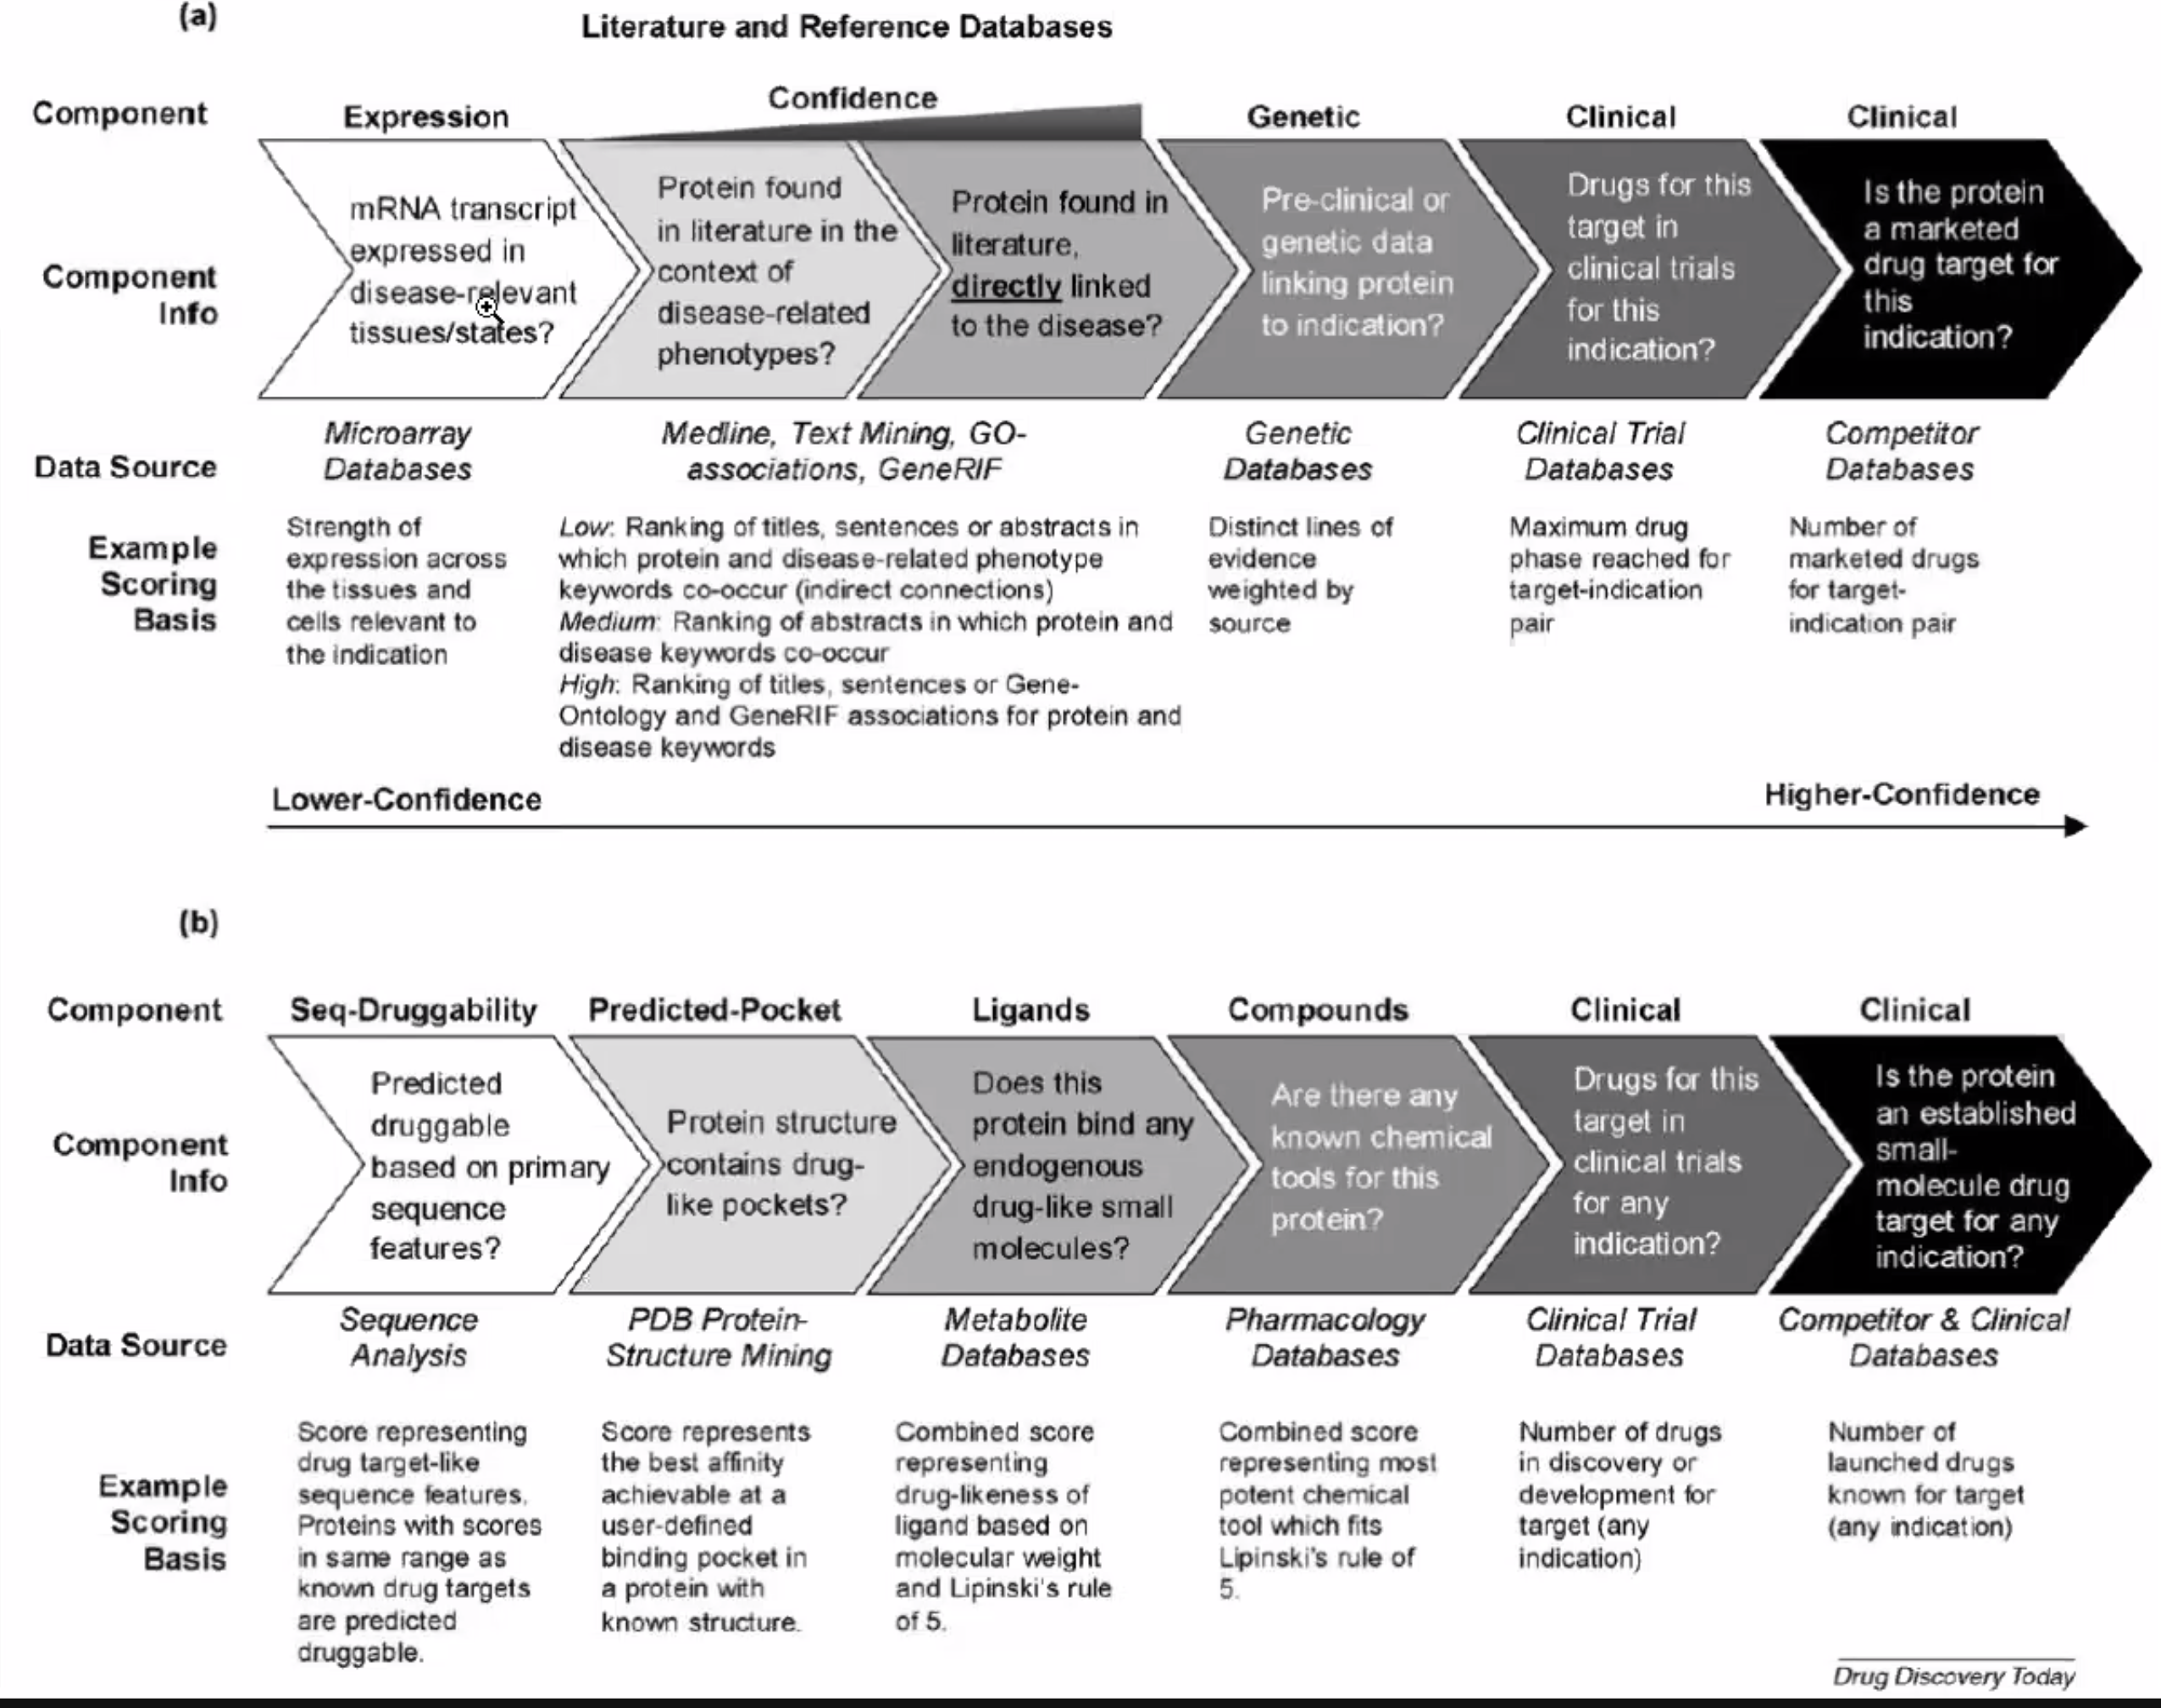 (a)
Literature and Reference Databases
Component
Expression
Confidence
Genetic
Clinical
Clinical
Component
Info
mRNA transcript
expressed in
disease-relevant
tissues/states?
Protein found
in literature in the
context of
disease-related
phenotypes?
Protein found in
literature,
directly linked
to the disease?
Pre-clinical or
genetic data
linking protein
to indication?
Drugs for this
target in
clinical trials
for this
indication?
Is the protein
a marketed
drug target for
this
indication?
Data Source
Microarray
Databases
Medline, Text Mining, GO-
associations, GeneRIF
Genetic
Databases
Clinical Trial
Databases
Competitor
Databases
Example
Scoring
Basis
Strength of
expression across
the tissues and
cells relevant to
the indication
Low: Ranking of titles, sentences or abstracts in
which protein and disease-related phenotype
keywords co-occur (indirect connections)
Medium: Ranking of abstracts in which protein and
disease keywords co-occur
High: Ranking of titles, sentences or Gene-
Ontology and GeneRIF associations for protein and
disease keywords
Distinct lines of
evidence
weighted by
source
Maximum drug
phase reached for
target-indication
pair
Number of
marketed drugs
for target-
indication pair
Lower-Confidence
Higher-Confidence
(b)
Component
Seq-Druggability
Predicted-Pocket
Ligands
Compounds
Clinical
Clinical
Component
Info
Predicted
druggable
based on primary
sequence
features?
Protein structure
contains drug-
like pockets?
Does this
protein bind any
endogenous
drug-like small
molecules?
Are there any
known chemical
tools for this
protein?
Drugs for this
target in
clinical trials
for any
indication?
Is the protein
an established
small-
molecule drug
target for any
indication?
Data Source
Sequence
Analysis
PDB Protein-
Structure Mining
Metabolite
Databases
Pharmacology
Databases
Clinical Trial
Databases
Competitor & Clinical
Databases
Example
Scoring
Basis
Score representing
drug target-like
sequence features.
Proteins with scores
in same range as
known drug targets
are predicted
druggable.
Score represents
the best affinity
achievable at a
user-defined
binding pocket in
a protein with
known structure.
Combined score
representing
drug-likeness of
ligand based on
molecular weight
and Lipinski's rule
of 5.
Combined score
representing most
potent chemical
tool which fits
Lipinski's rule of
5.
Number of drugs
in discovery or
development for
target (any
indication)
Number of
launched drugs
known for target
(any indication)
Drug Discovery Today